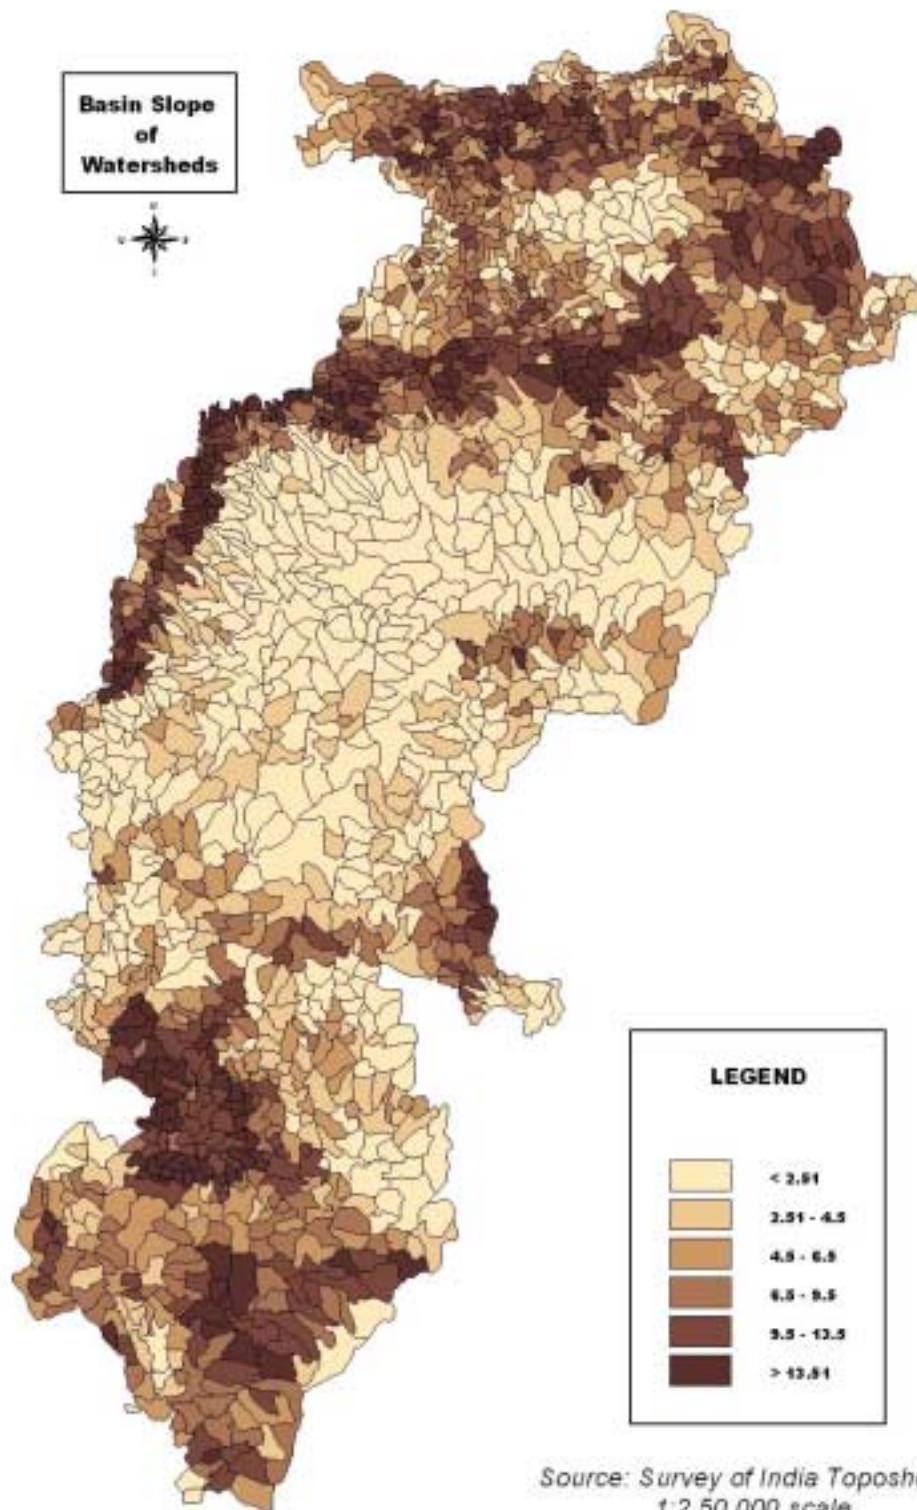 Basin Slope
of
Watersheds
LEGEND
< 2.51
2.51 - 4.5
4.5 - 6.5
6.5 - 9.5
9.5 - 13.5
> 13.51
Source: Survey of India Toposh
1:2,50,000 scale